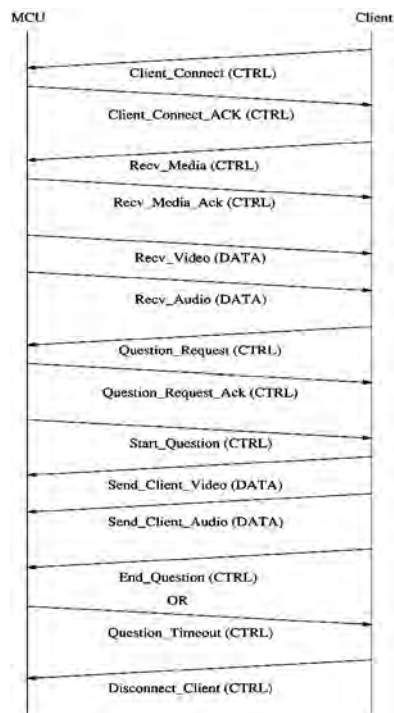 MCU Client
Client_Connect (CTRL)
Client_Connect_ACK (CTRL)
Recv_Media (CTRL)
Recv_Media_Ack (CTRL)
Recv_Video (DATA)
Recv_Audio (DATA)
Question_Request (CTRL)
Question_Request_Ack (CTRL)
Start_Question (CTRL)
Send_Client_Video (DATA)
Send_Client_Audio (DATA)
End_Question (CTRL)
OR
Question_Timeout (CTRL)
Disconnect_Client (CTRL)